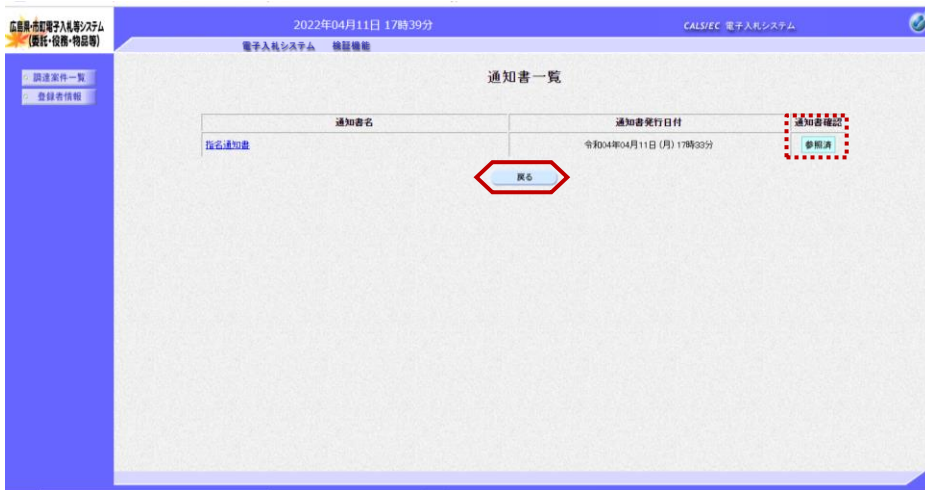 広島県・市町電子入札等システム
(委託・役務・物品等)
2022年04月11日 17時39分
CALS/EC 電子入札システム
電子入札システム 検証機能
調達案件一覧
登録者情報
通知書一覧
通知書名 通知書発行日付 通知書確認
指名通知書 令和04年04月11日 (月) 17時33分 参照済
戻る